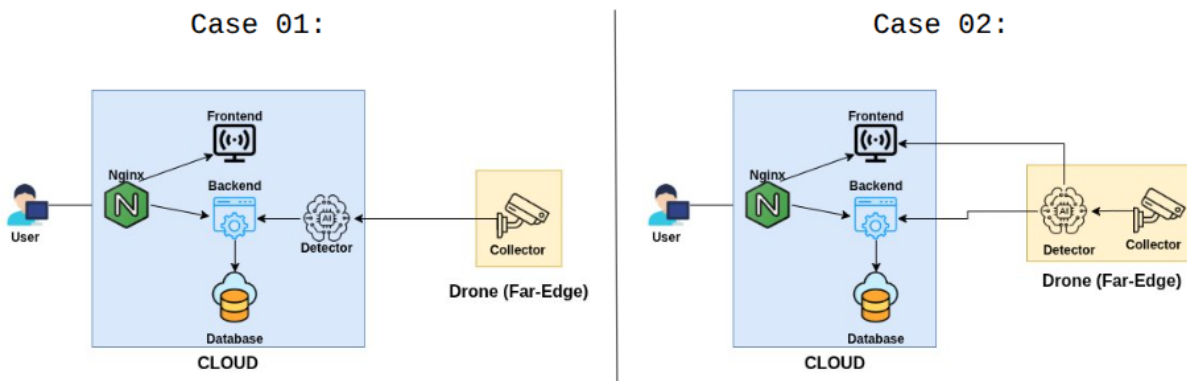 Case 01:
Frontend
Nginx
N
Backend
User
AI
Detector
Collector
Drone (Far-Edge)
Database
CLOUD
Case 02:
Frontend
Nginx
N
Backend
User
AI
Detector
Collector
Drone (Far-Edge)
Database
CLOUD